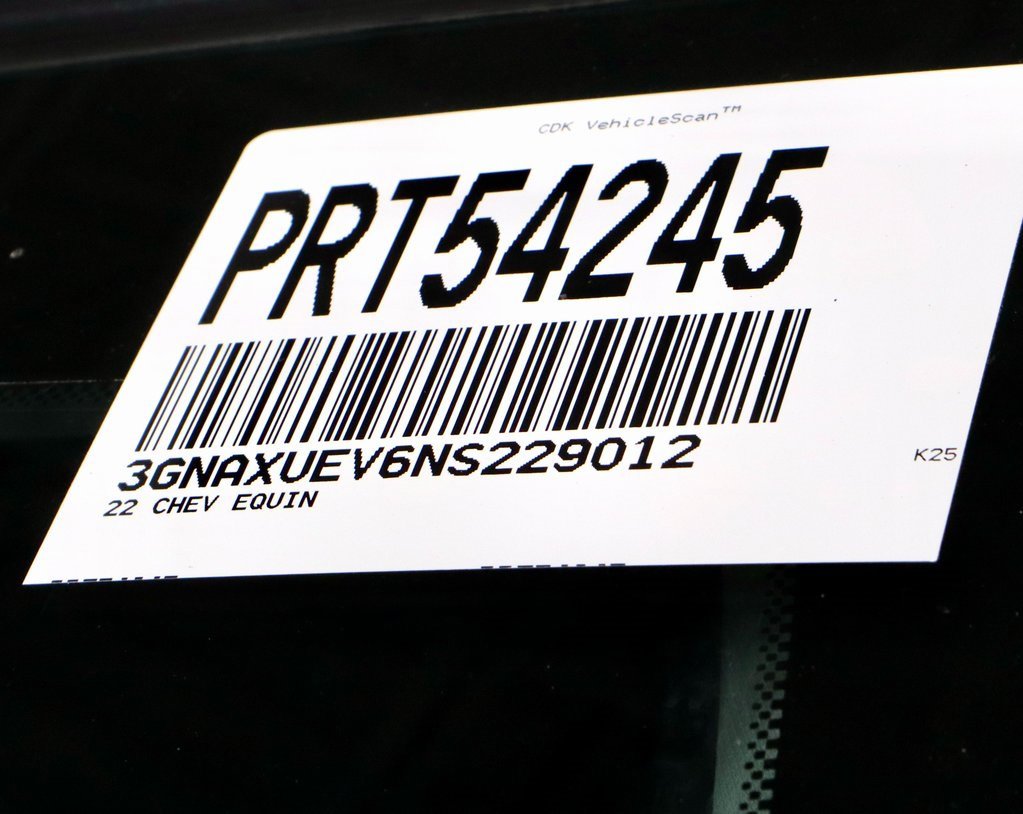 CDK VehicleScan™
PRT54245
3GNAXUEV6NS229012
22 CHEV EQUIN
K25